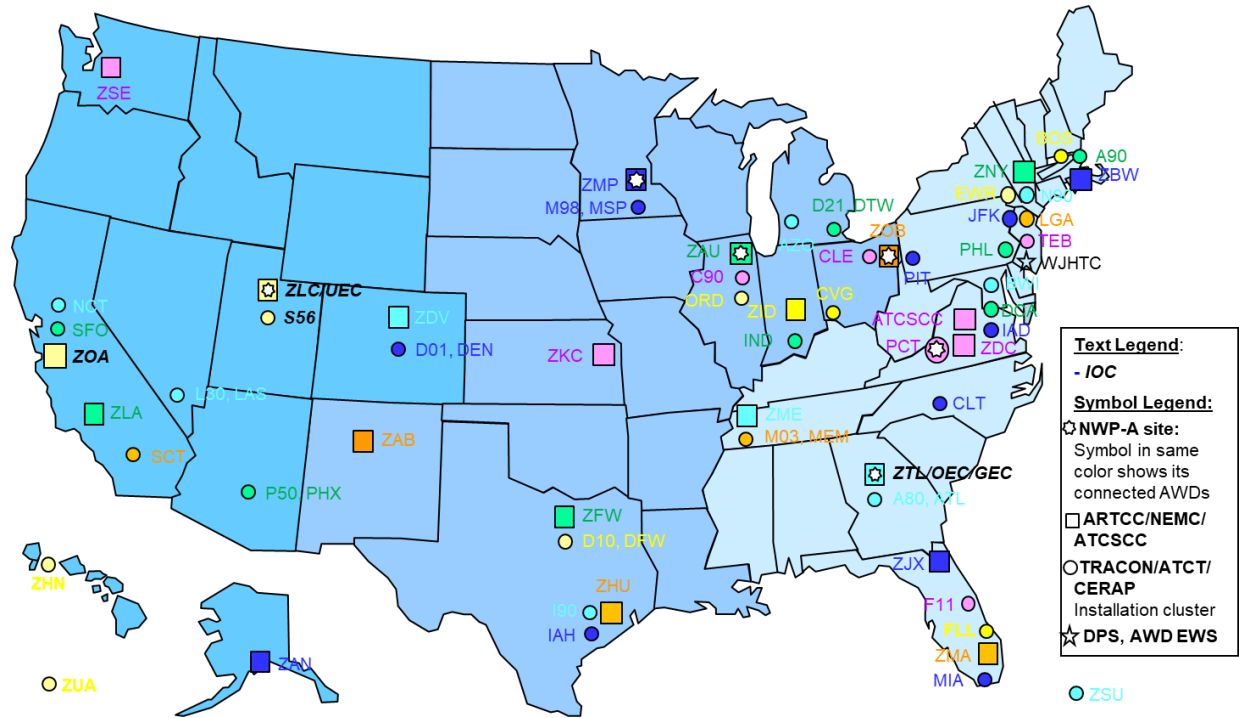 ZSE
NCT
SFO
ZOA
ZLA
SCT
L30, LAS
P50, PHX
ZLC/UEC
S56
ZDV
D01, DEN
ZAB
ZKC
ZMP
M98, MSP
ZAU
C90
ORD
ZID
IND
CVG
D21, DTW
AZO
ZOB
CLE
PIT
BOS
A90
ZBW
ZNY
EWR
N90
JFK
LGA
TEB
PHL
WJHTC
BWI
DCA
IAD
ATCSCC
PCT
ZDC
CLT
ZME
M03, MEM
ZTL/OEC/GEC
A80, ATL
ZFW
D10, DFW
ZHU
I90
IAH
ZJX
F11
FLL
ZMA
MIA
ZSU
ZHN
ZUA
ZAN
Text Legend:
- IOC
Symbol Legend:
NWP-A site:
Symbol in same
color shows its
connected AWDs
ARTCC/NEMC/
ATCSCC
TRACON/ATCT/
CERAP
Installation cluster
DPS, AWD EWS